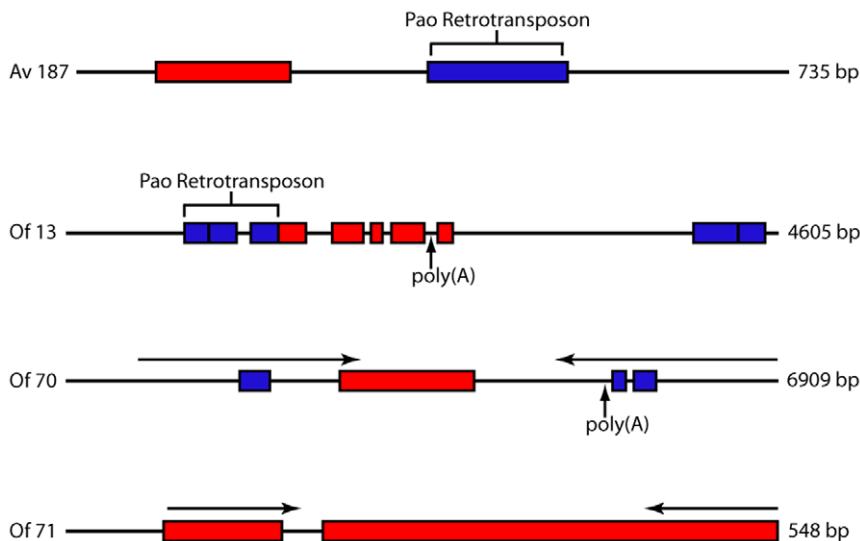 Pao Retrotransposon
Av 187 735 bp
Pao Retrotransposon
Of 13 4605 bp
poly(A)
Of 70 6909 bp
poly(A)
Of 71 548 bp